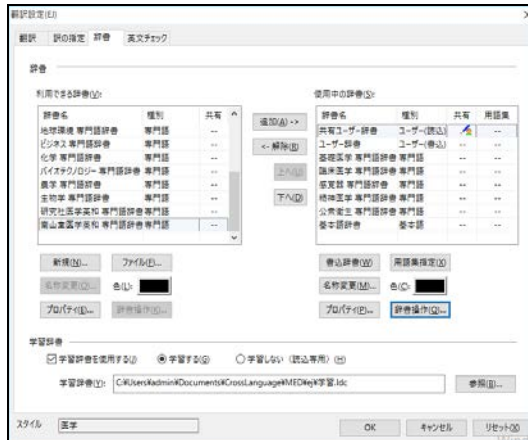 翻訳設定(EJ)
翻訳 訳の指定 辞書 英文チェック
辞書
利用できる辞書(V):
辞書名 種別 共有
地球環境 専門語辞書 専門語 --
ビジネス 専門語辞書 専門語 --
化学 専門語辞書 専門語 --
バイオテクノロジー 専門語辞書 専門語 --
農学 専門語辞書 専門語 --
生物学 専門語辞書 専門語 --
研究社医学英和 専門語辞書 専門語 --
南山堂医学英和 専門語辞書 専門語 --
追加(A) ->
<- 解除(R)
上へ(U)
下へ(D)
使用中の辞書(S):
辞書名 種別 共有 用語集
共有ユーザー辞書 ユーザー(読込) --
ユーザー辞書 ユーザー(書込) -- --
基礎医学 専門語辞書 専門語 -- --
臨床医学 専門語辞書 専門語 -- --
感覚器 専門語辞書 専門語 -- --
精神医学 専門語辞書 専門語 -- --
公衆衛生 専門語辞書 専門語 -- --
基本語辞書 基本語 -- --
新規(N)... ファイル(F)...
名称変更(O)... 色(L):
プロパティ(E)... 辞書操作(K)...
書込辞書(W) 用語集指定(X)
名称変更(M)... 色(C):
プロパティ(P)... 辞書操作(Q)...
学習辞書
学習辞書を使用する(J) 学習する(G) 学習しない (読込専用) (H)
学習辞書(Y): C:¥Users¥admin¥Documents¥CrossLanguage¥MED¥ej¥学習.ldc 参照(B)...
スタイル 医学 OK キャンセル リセット(Z)